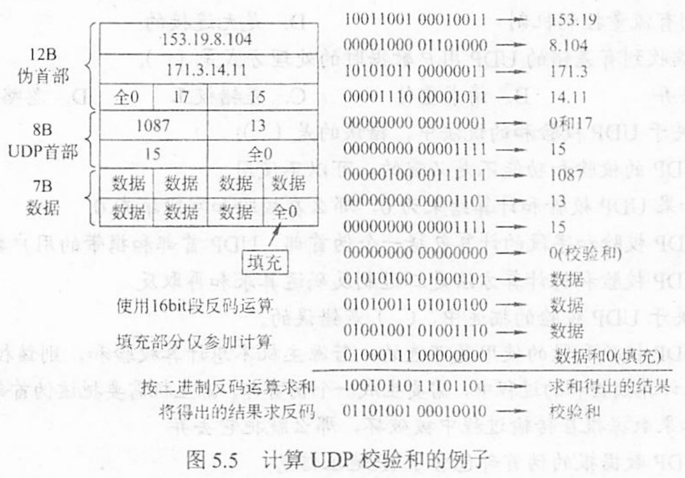 12B
伪首部
153.19.8.104
171.3.14.11
全0 17 15
8B
UDP首部
1087 13
15 全0
7B
数据
数据 数据 数据 数据
数据 数据 数据 全0
填充
使用16bit段反码运算
填充部分仅参加计算
按二进制反码运算求和
将得出的结果求反码
10011001 00010011 153.19
00001000 01101000 8.104
10101011 00000011 171.3
00001110 00001011 14.11
00000000 00010001 0和17
00000000 00001111 15
00000100 00111111 1087
00000000 00001101 13
00000000 00001111 15
00000000 00000000 0(校验和)
01010100 01000101 数据
01010011 01010100 数据
01001001 01001110 数据
01000111 00000000 数据和0(填充)
10010110 11101101 求和得出的结果
01101001 00010010 校验和
图 5.5 计算 UDP 校验和的例子